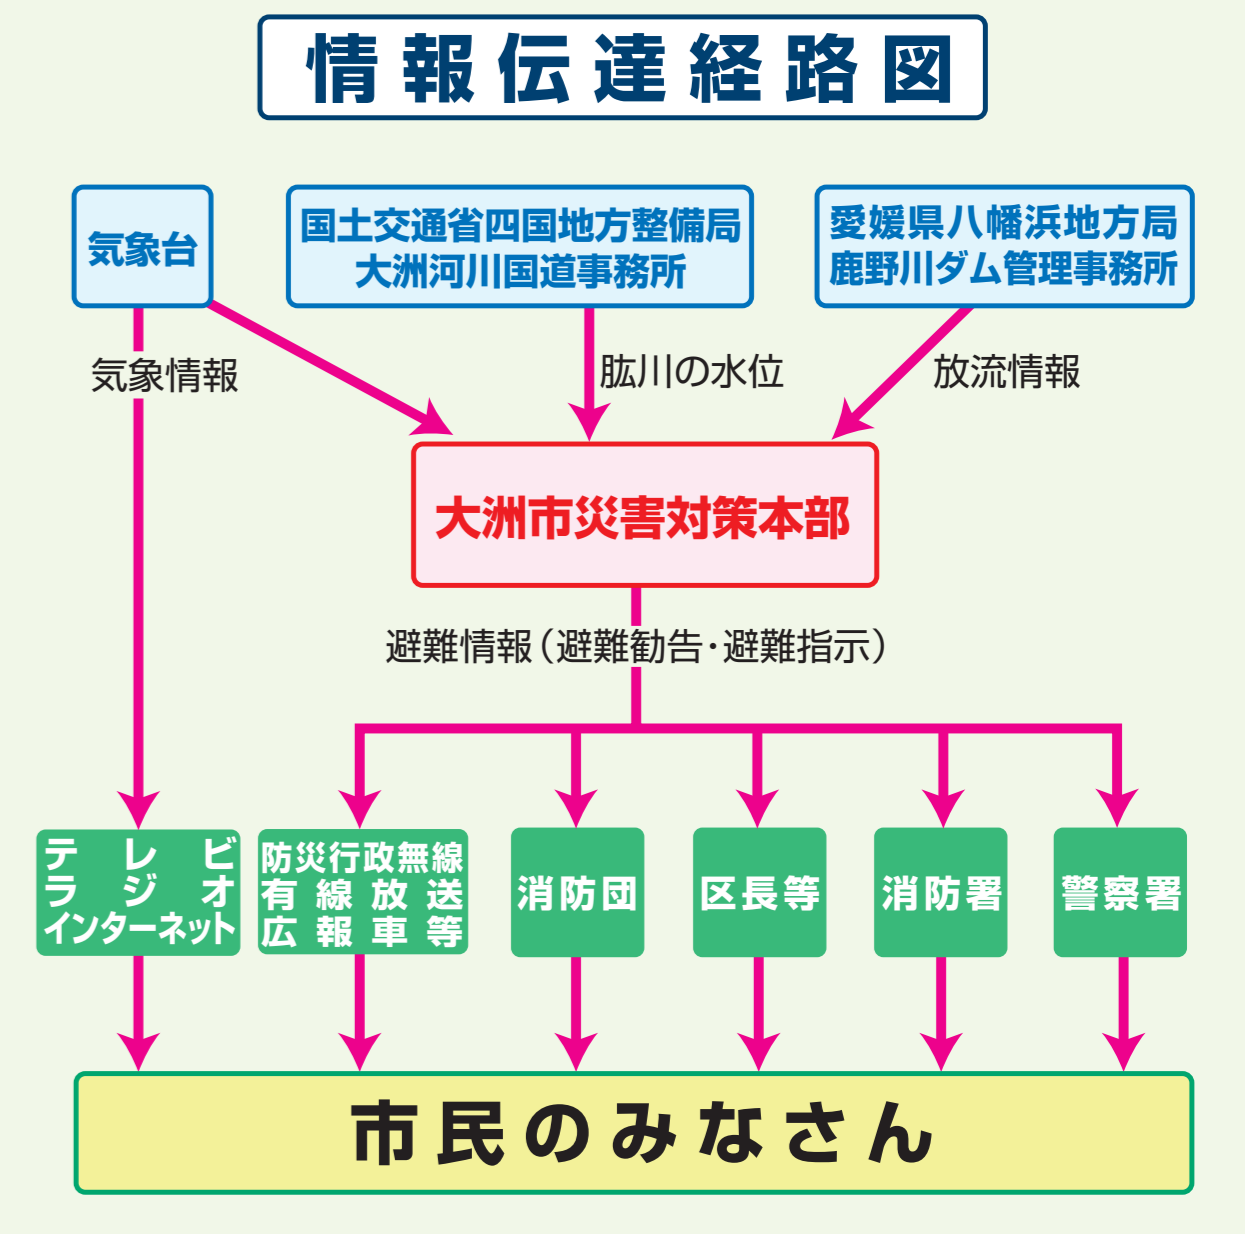 情報伝達経路図
気象台
国土交通省四国地方整備局
大洲河川国道事務所
愛媛県八幡浜地方局
鹿野川ダム管理事務所
気象情報
肱川の水位
放流情報
大洲市災害対策本部
避難情報（避難勧告・避難指示）
テレビ
ラジオ
インターネット
防災行政無線
有線放送
広報車等
消防団
区長等
消防署
警察署
市民のみなさん